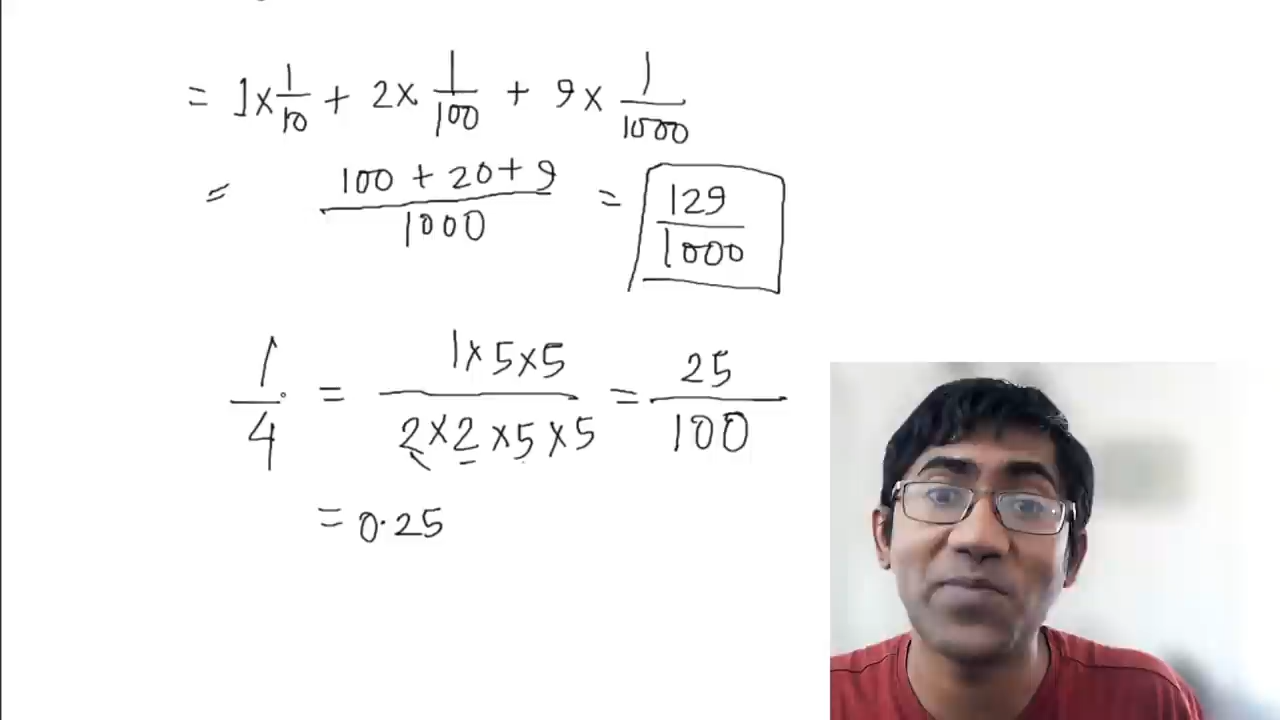 = 1 × 1/10 + 2 × 1/100 + 9 × 1/1000
= 100 + 20 + 9 / 1000 = 129/1000
1/4 = 1×5×5 / 2×2×5×5 = 25/100
= 0.25